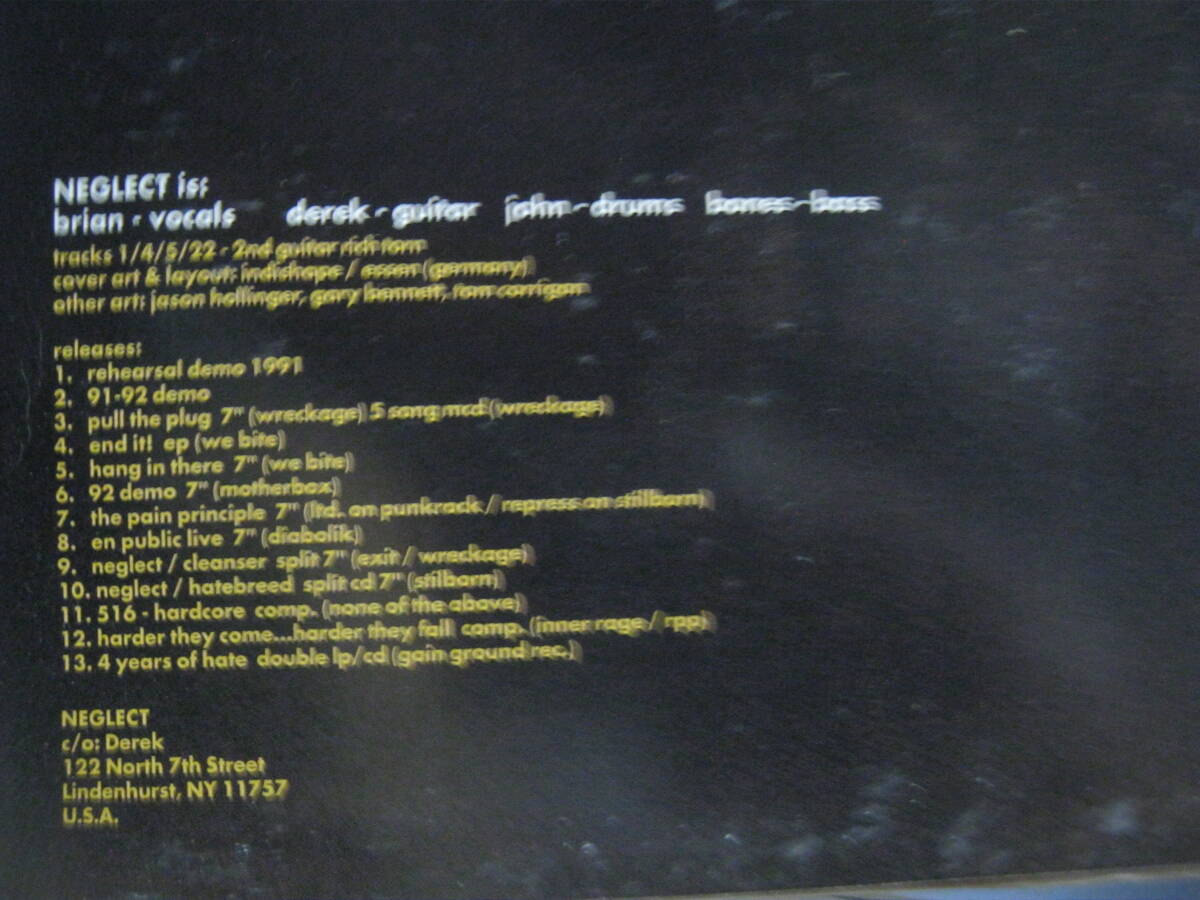 NEGLECT is:
brian - vocals derek - guitar john - drums bones - bass
tracks 1/4/5/22 - 2nd guitar rich
cover art & layout: indishape / essen (germany)
other art: jason hollinger, gary bennett, tom corrigan
releases:
1. rehearsal demo 1991
2. 91-92 demo
3. pull the plug 7" (wreckage) 5 song mcd (wreckage)
4. end it! ep (we bite)
5. hang in there 7" (we bite)
6. 92 demo 7" (motherbox)
7. the pain principle 7" (ltd. on punkrock / repress on stillborn)
8. en public live 7" (diabolik)
9. neglect / cleanser split 7" (exit / wreckage)
10. neglect / hatebreed split cd 7" (stilborn)
11. 516 - hardcore comp. (none of the above)
12. harder they come...harder they fall comp. (inner rage / rpp)
13. 4 years of hate double lp/cd (gain ground rec.)
NEGLECT
c/o: Derek
122 North 7th Street
Lindenhurst, NY 11757
U.S.A.